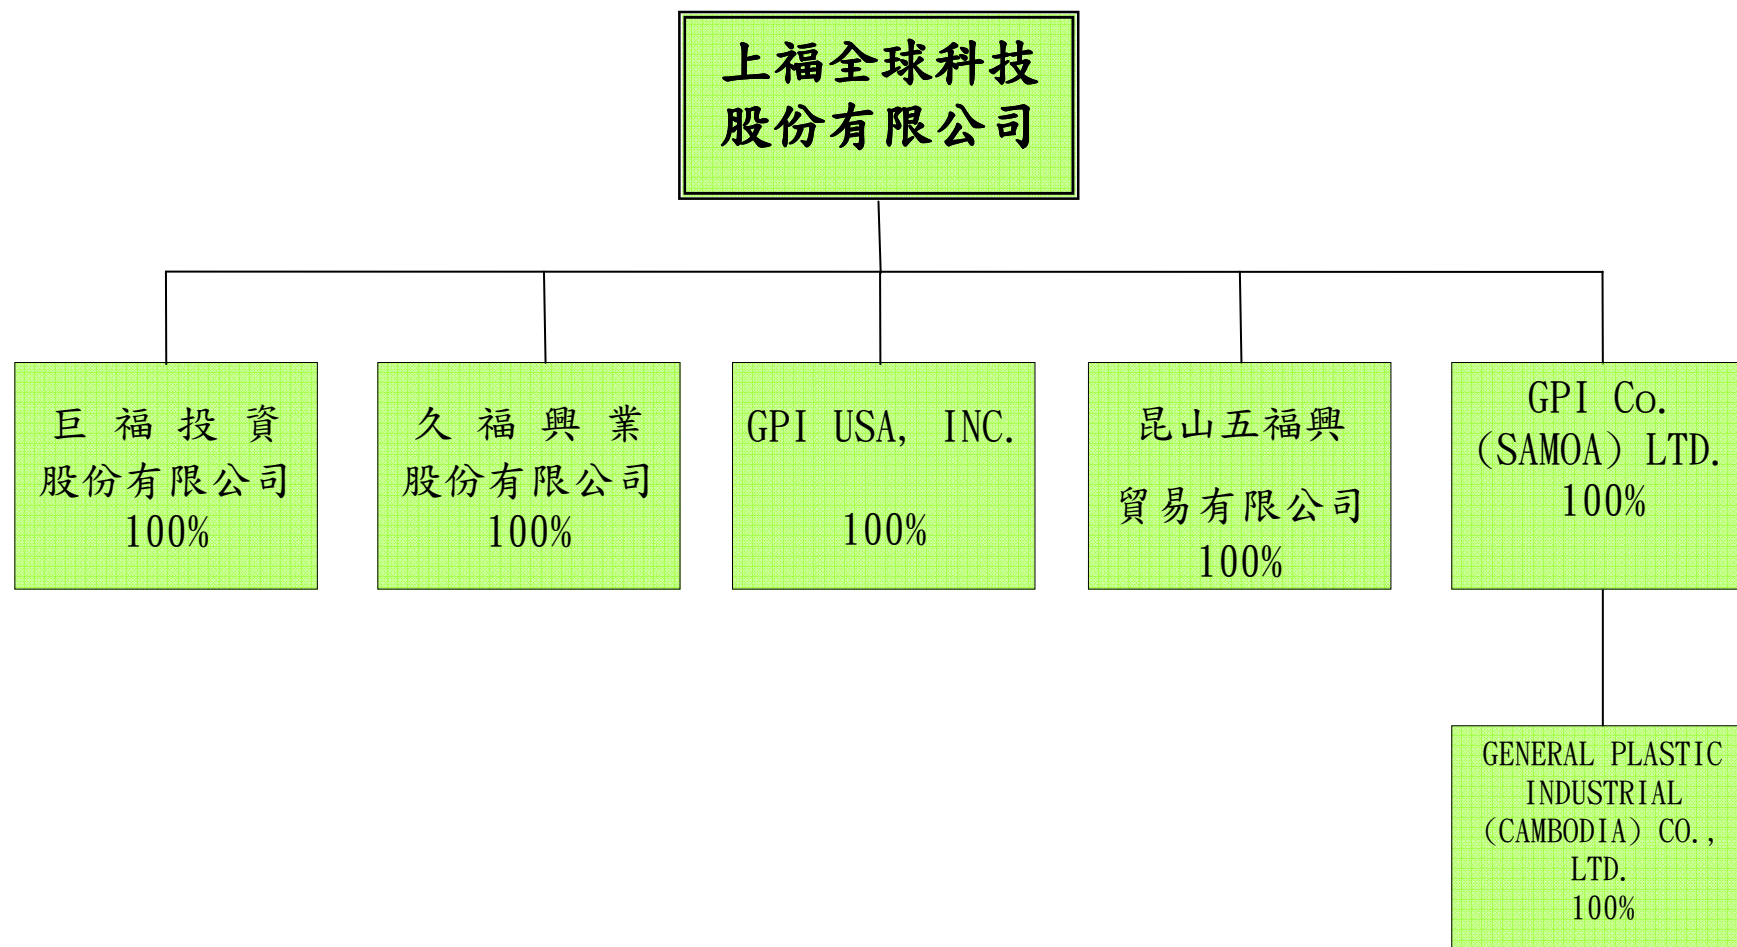 上福全球科技
股份有限公司
巨福投資
股份有限公司
100%
久福興業
股份有限公司
100%
GPI USA, INC.
100%
昆山五福興
貿易有限公司
100%
GPI Co.
(SAMOA) LTD.
100%
GENERAL PLASTIC
INDUSTRIAL
(CAMBODIA) CO.,
LTD.
100%